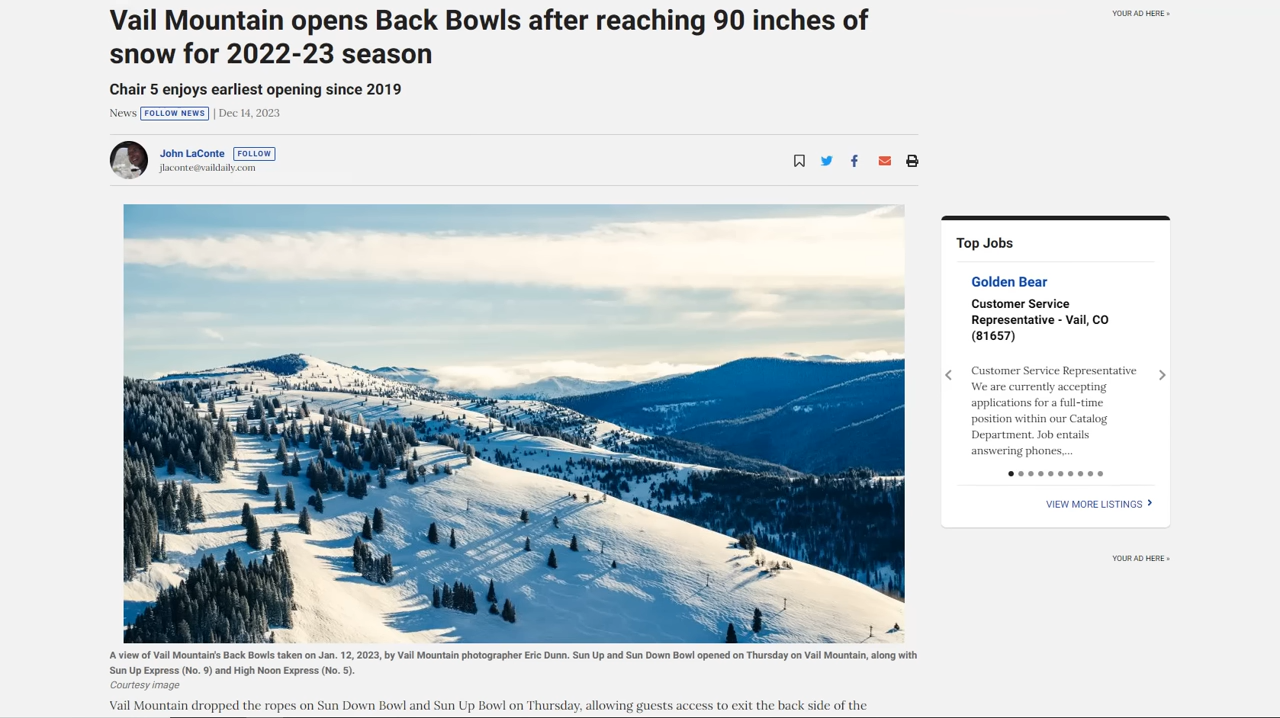 Vail Mountain opens Back Bowls after reaching 90 inches of
snow for 2022-23 season
Chair 5 enjoys earliest opening since 2019
News FOLLOW NEWS | Dec 14, 2023
John LaConte FOLLOW
jlaconte@vaildaily.com
A view of Vail Mountain's Back Bowls taken on Jan. 12, 2023, by Vail Mountain photographer Eric Dunn. Sun Up and Sun Down Bowl opened on Thursday on Vail Mountain, along with
Sun Up Express (No. 9) and High Noon Express (No. 5).
Courtesy image
Vail Mountain dropped the ropes on Sun Down Bowl and Sun Up Bowl on Thursday, allowing guests access to exit the back side of the
YOUR AD HERE »
Top Jobs
Golden Bear
Customer Service
Representative - Vail, CO
(81657)
Customer Service Representative
We are currently accepting
applications for a full-time
position within our Catalog
Department. Job entails
answering phones,...
VIEW MORE LISTINGS
YOUR AD HERE »